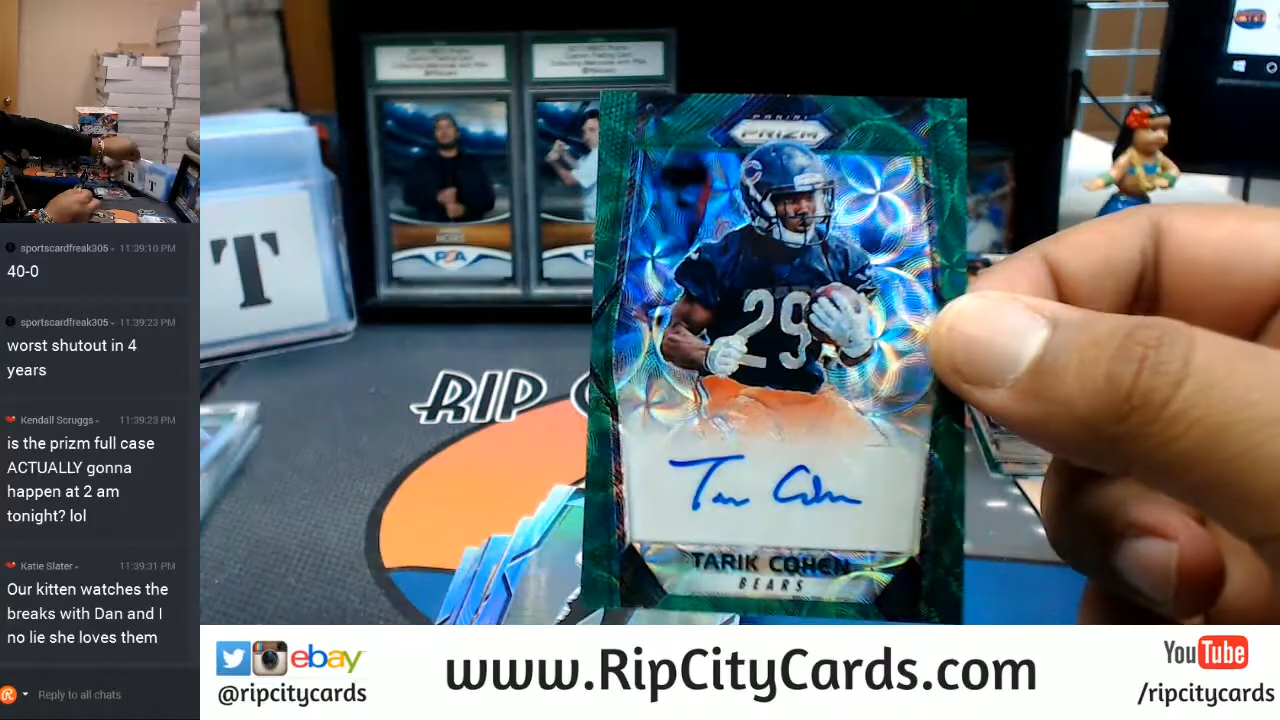 sportscardfreak305 11:39:10 PM
40-0
sportscardfreak305 11:39:23 PM
worst shutout in 4
years
Kendall Scruggs 11:39:23 PM
is the prizm full case
ACTUALLY gonna
happen at 2 am
tonight? lol
Katie Slater 11:39:31 PM
Our kitten watches the
breaks with Dan and I
no lie she loves them
Reply to all chats
R T
T
PSA
RIP
PANINI
PRIZM
C
29
Tarik Cohen
TARIK COHEN
BEARS
ebay
@ripcitycards
www.RipCityCards.com
YouTube
/ripcitycards